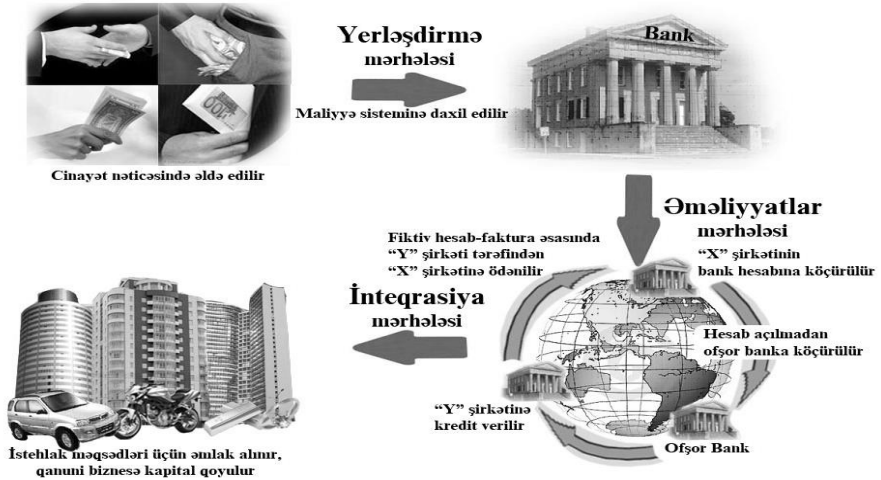 Yerləşdirmə
mərhələsi
Maliyyə sisteminə daxil edilir
Bank
100
Cinayət nəticəsində əldə edilir
Əməliyyatlar
mərhələsi
Fiktiv hesab-faktura əsasında
“Y” şirkəti tərəfindən
“X” şirkətinə ödənilir
“X” şirkətinin
bank hesabına köçürülür
İnteqrasiya
mərhələsi
Hesab açılmadan
ofşor banka köçürülür
“Y” şirkətinə
kredit verilir
Ofşor Bank
İstehlak məqsədləri üçün əmlak alınır,
qanuni biznesə kapital qoyulur